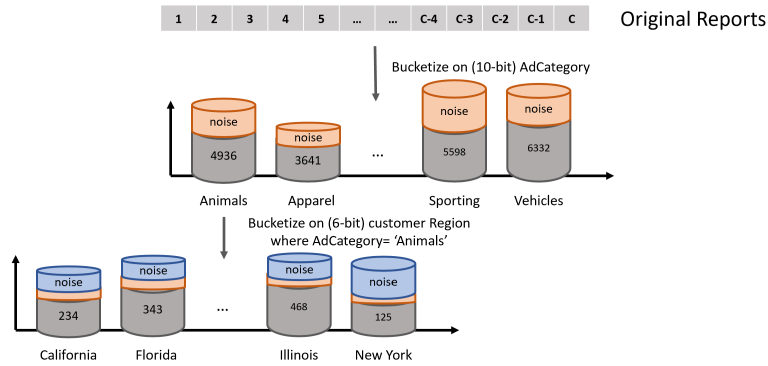 1 2 3 4 5 ... ... C-4 C-3 C-2 C-1 C Original Reports
Bucketize on (10-bit) AdCategory
noise noise noise noise
4936 3641 ... 5598 6332
Animals Apparel Sporting Vehicles
Bucketize on (6-bit) customer Region
where AdCategory= ‘Animals’
noise noise noise noise
234 343 ... 468 125
California Florida Illinois New York